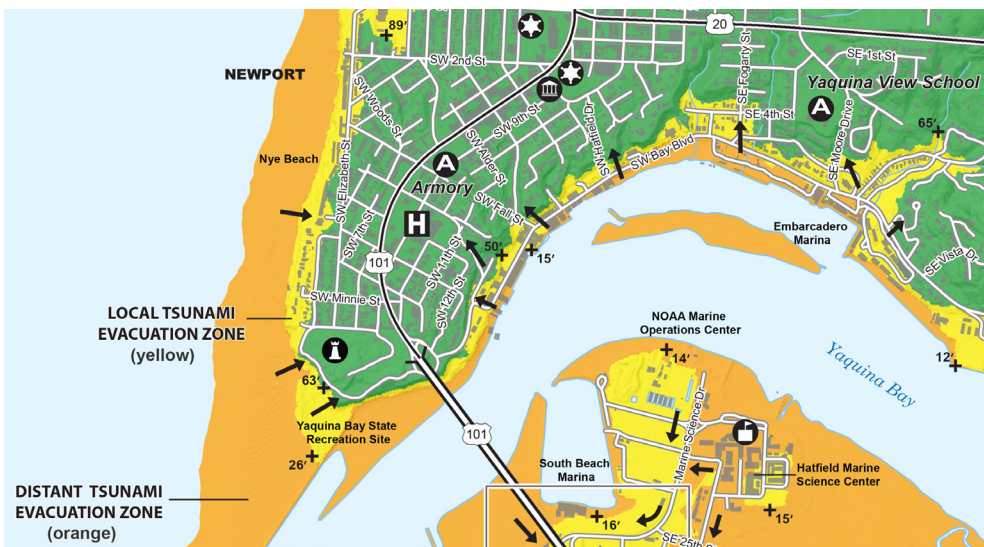 89’
20
SE 1st St
SW 2nd St
SE Fogarty St
NEWPORT
Yaquina View School
A
SW Woods St
SW 9th St
SE 4th St
SE Moore Drive
65’
SW Hatfield Dr
SW Bay Blvd
Nye Beach
SW Elizabeth St
SW Alder St
A
Armory
SW Fall St
H
SW 7th St
Embarcadero
Marina
SW 11th St
50’
15’
101
SE Vista Dr
SW Minnie St
SW 12th St
LOCAL TSUNAMI
EVACUATION ZONE
(yellow)
NOAA Marine
Operations Center
14’
12’
Yaquina Bay
63’
Marine Science Dr
Yaquina Bay State
Recreation Site
101
26’
South Beach
Marina
Hatfield Marine
Science Center
DISTANT TSUNAMI
EVACUATION ZONE
(orange)
16’
15’
SE 25th